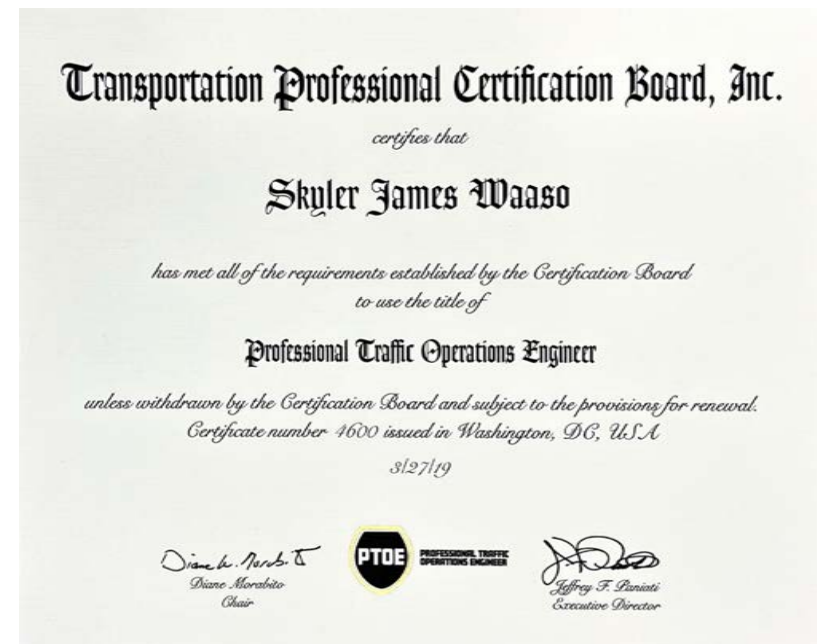 Transportation Professional Certification Board, Inc.
certifies that
Skyler James Waaso
has met all of the requirements established by the Certification Board
to use the title of
Professional Traffic Operations Engineer
unless withdrawn by the Certification Board and subject to the provisions for renewal.
Certificate number 4600 issued in Washington, DC, USA
3/27/19
Diane Morabito
Chair
PTOE
PROFESSIONAL TRAFFIC
OPERATIONS ENGINEER
Jeffrey F. Paniati
Executive Director